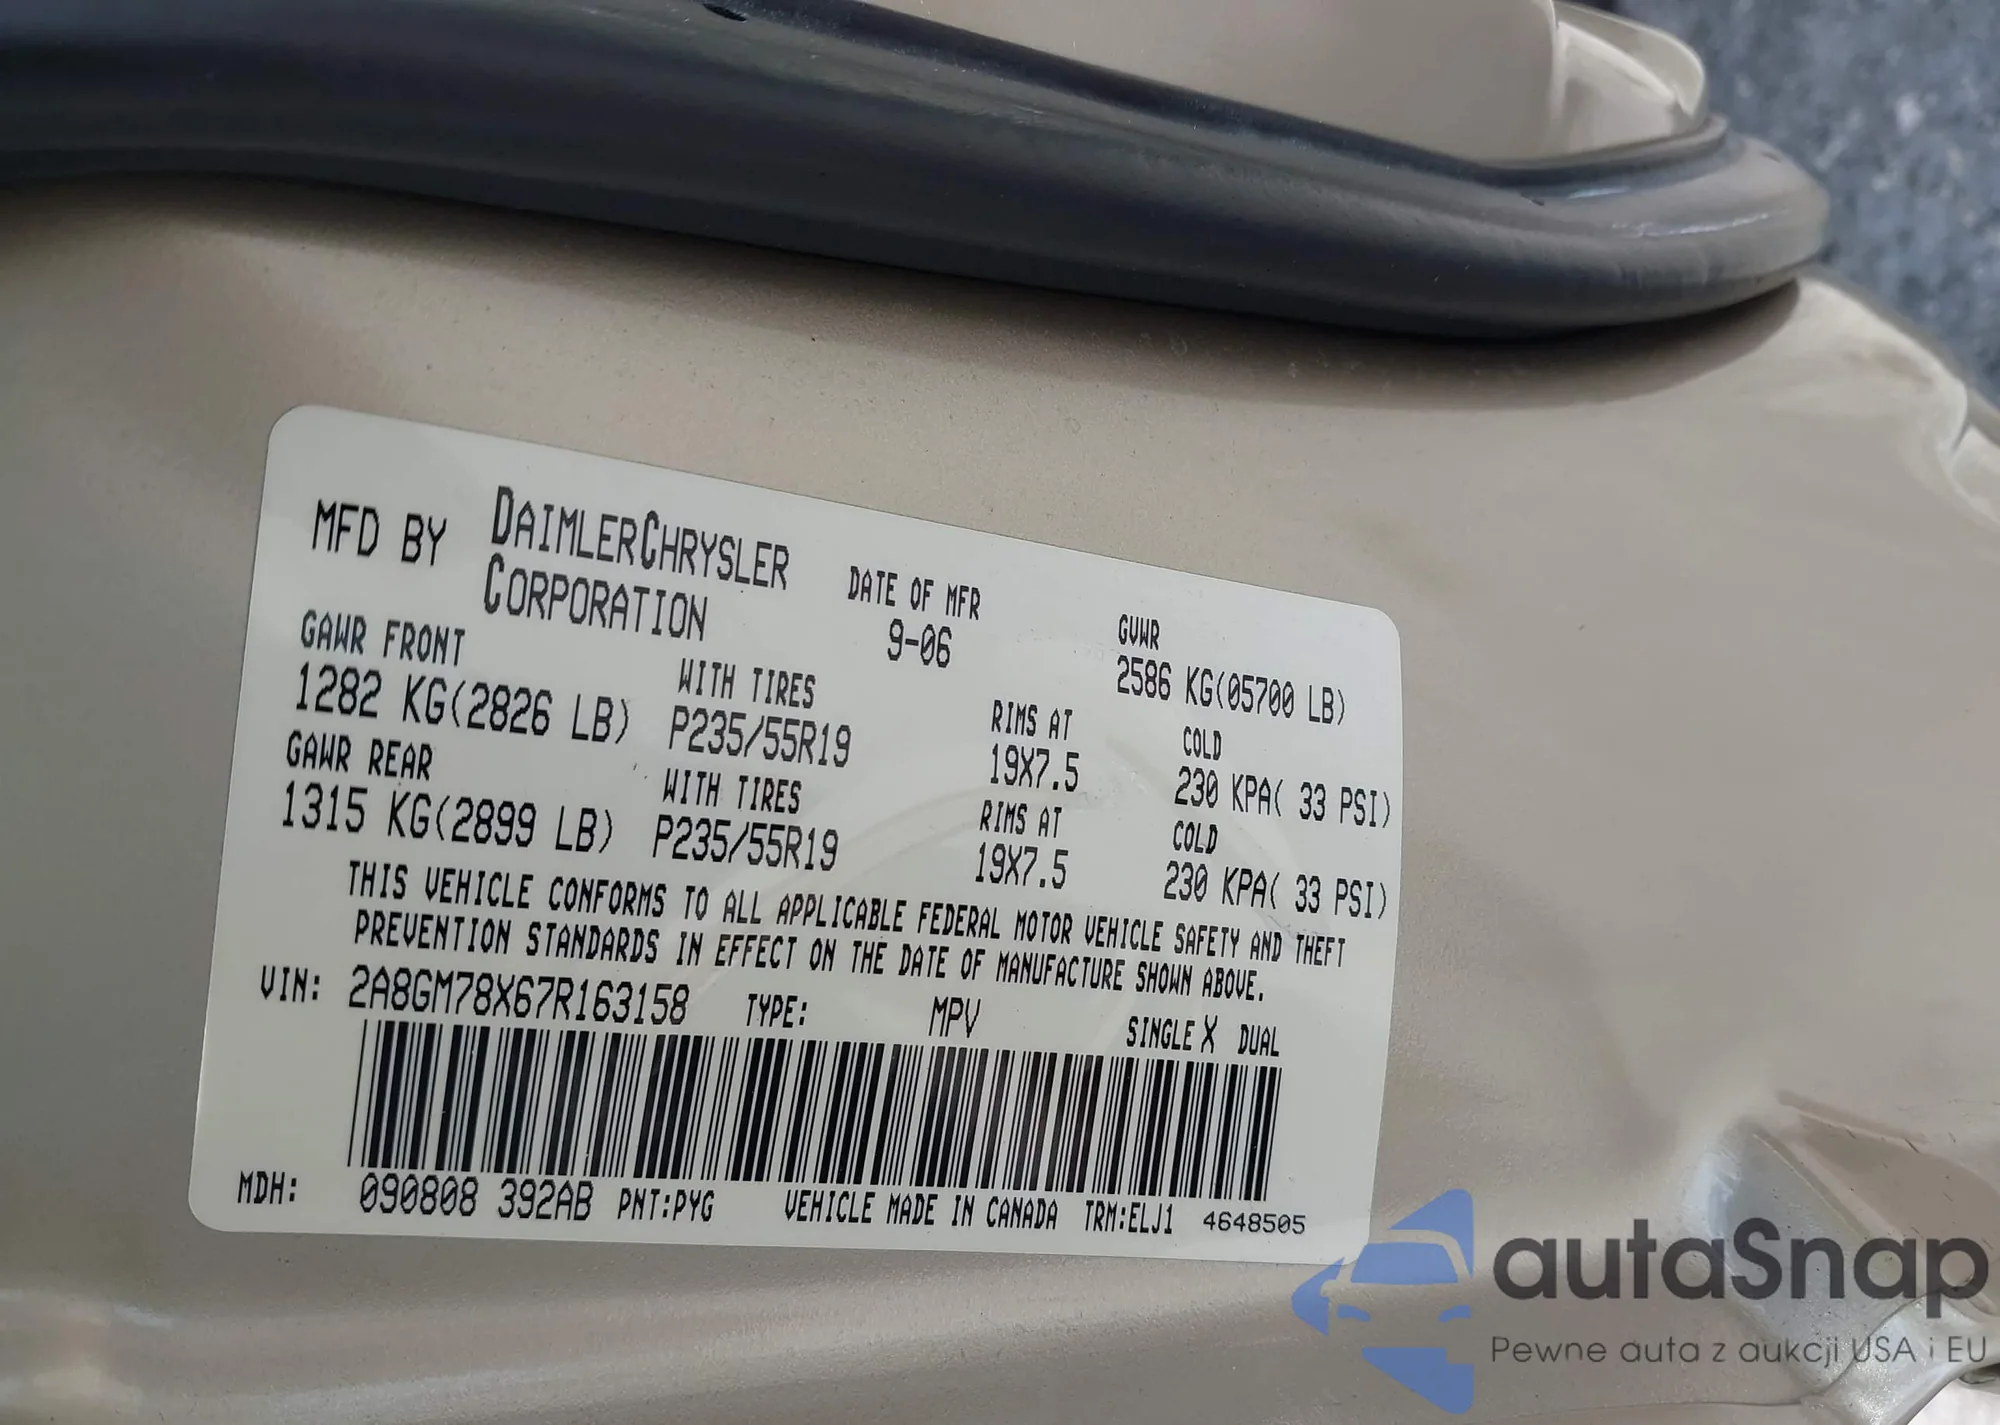 MFD BY DAIMLERCHRYSLER CORPORATION
DATE OF MFR
9-06
GVWR
2586 KG(05700 LB)
GAWR FRONT
1282 KG(2826 LB)
WITH TIRES
P235/55R19
RIMS AT
19X7.5
COLD
230 KPA( 33 PSI)
GAWR REAR
1315 KG(2899 LB)
WITH TIRES
P235/55R19
RIMS AT
19X7.5
COLD
230 KPA( 33 PSI)
THIS VEHICLE CONFORMS TO ALL APPLICABLE FEDERAL MOTOR VEHICLE SAFETY AND THEFT
PREVENTION STANDARDS IN EFFECT ON THE DATE OF MANUFACTURE SHOWN ABOVE.
VIN: 2A8GM78X67R163158 TYPE: MPV SINGLE X DUAL
MDH: 090808 392AB PNT:PYG VEHICLE MADE IN CANADA TRM:ELJ1 4648505
autaSnap
Pewne auta z aukcji USA i EU